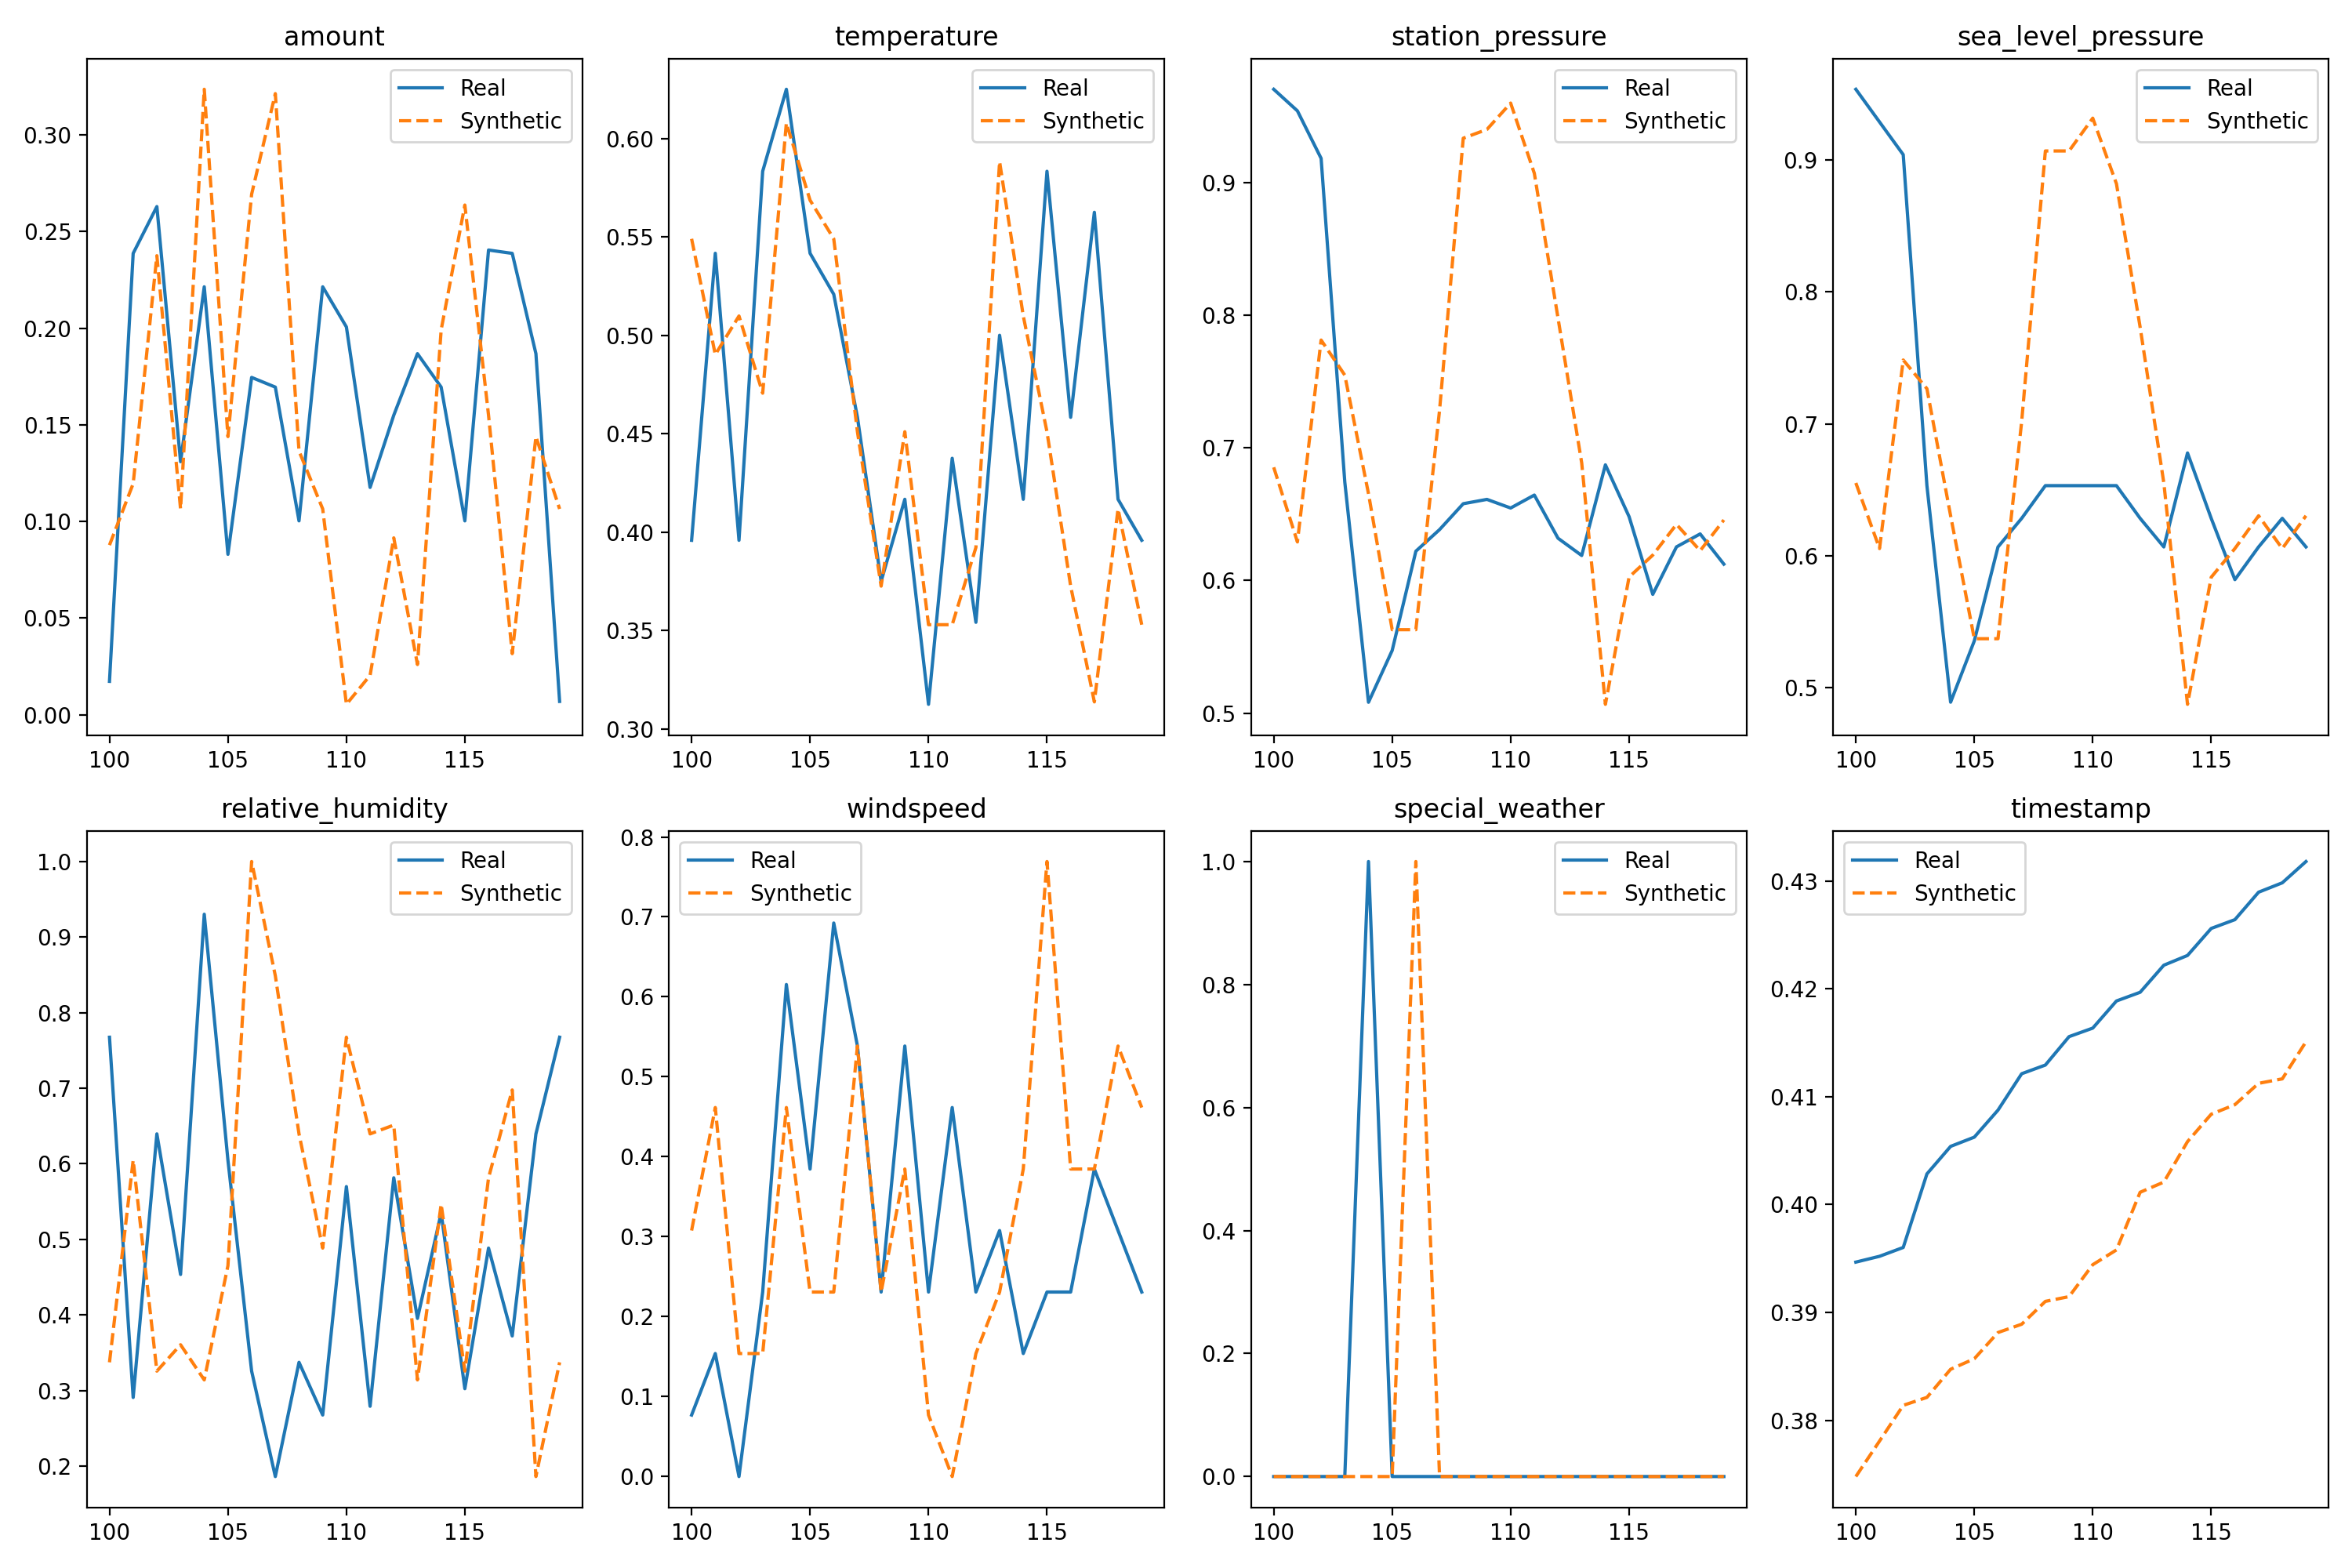 amount
Real
Synthetic
0.30
0.25
0.20
0.15
0.10
0.05
0.00
100 105 110 115
temperature
Real
Synthetic
0.60
0.55
0.50
0.45
0.40
0.35
0.30
100 105 110 115
station_pressure
Real
Synthetic
0.9
0.8
0.7
0.6
0.5
100 105 110 115
sea_level_pressure
Real
Synthetic
0.9
0.8
0.7
0.6
0.5
100 105 110 115
relative_humidity
Real
Synthetic
1.0
0.9
0.8
0.7
0.6
0.5
0.4
0.3
0.2
100 105 110 115
windspeed
Real
Synthetic
0.8
0.7
0.6
0.5
0.4
0.3
0.2
0.1
0.0
100 105 110 115
special_weather
Real
Synthetic
1.0
0.8
0.6
0.4
0.2
0.0
100 105 110 115
timestamp
Real
Synthetic
0.43
0.42
0.41
0.40
0.39
0.38
100 105 110 115